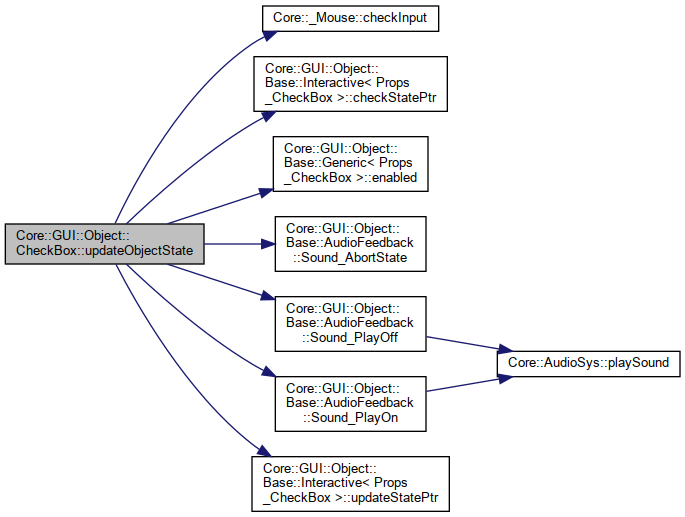 Core::_Mouse::checkInput
Core::GUI::Object::
Base::Interactive< Props
_CheckBox >::checkStatePtr
Core::GUI::Object::
Base::Generic< Props
_CheckBox >::enabled
Core::GUI::Object::
CheckBox::updateObjectState
Core::GUI::Object::
Base::AudioFeedback
::Sound_AbortState
Core::GUI::Object::
Base::AudioFeedback
::Sound_PlayOff
Core::AudioSys::playSound
Core::GUI::Object::
Base::AudioFeedback
::Sound_PlayOn
Core::GUI::Object::
Base::Interactive< Props
_CheckBox >::updateStatePtr